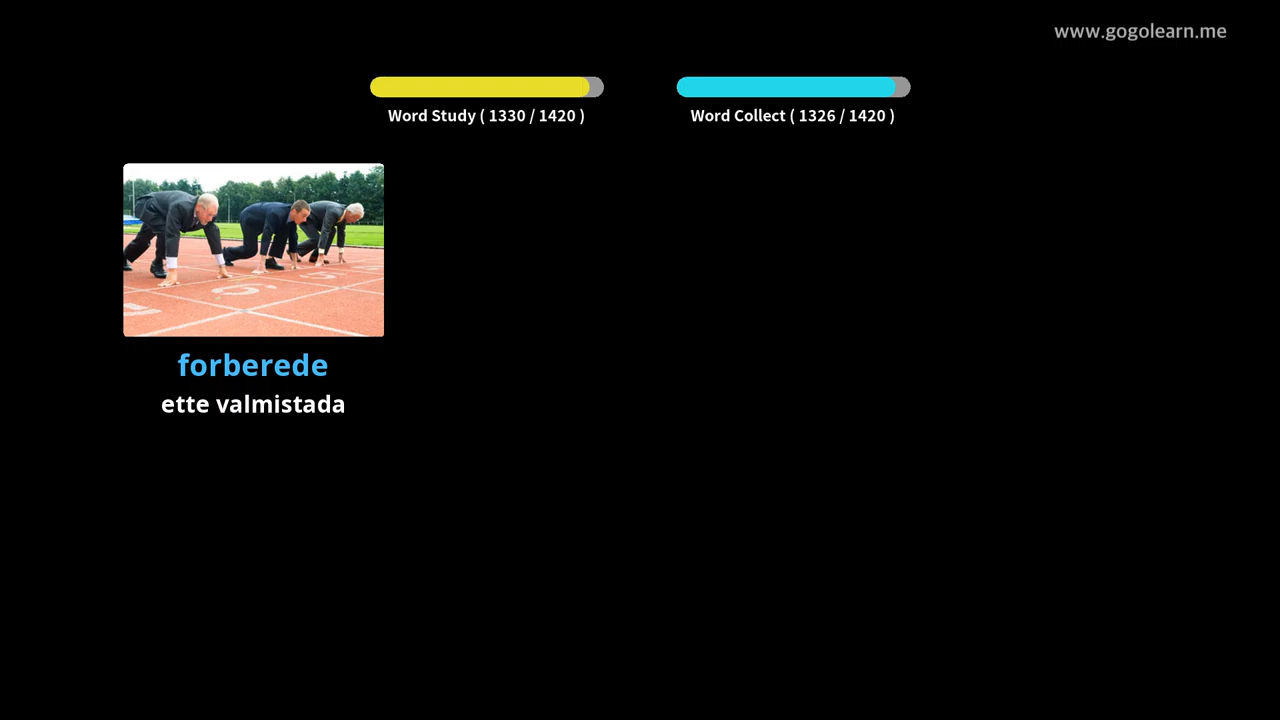 www.gogolearn.me
Word Study ( 1330 / 1420 )
Word Collect ( 1326 / 1420 )
forberede
ette valmistada